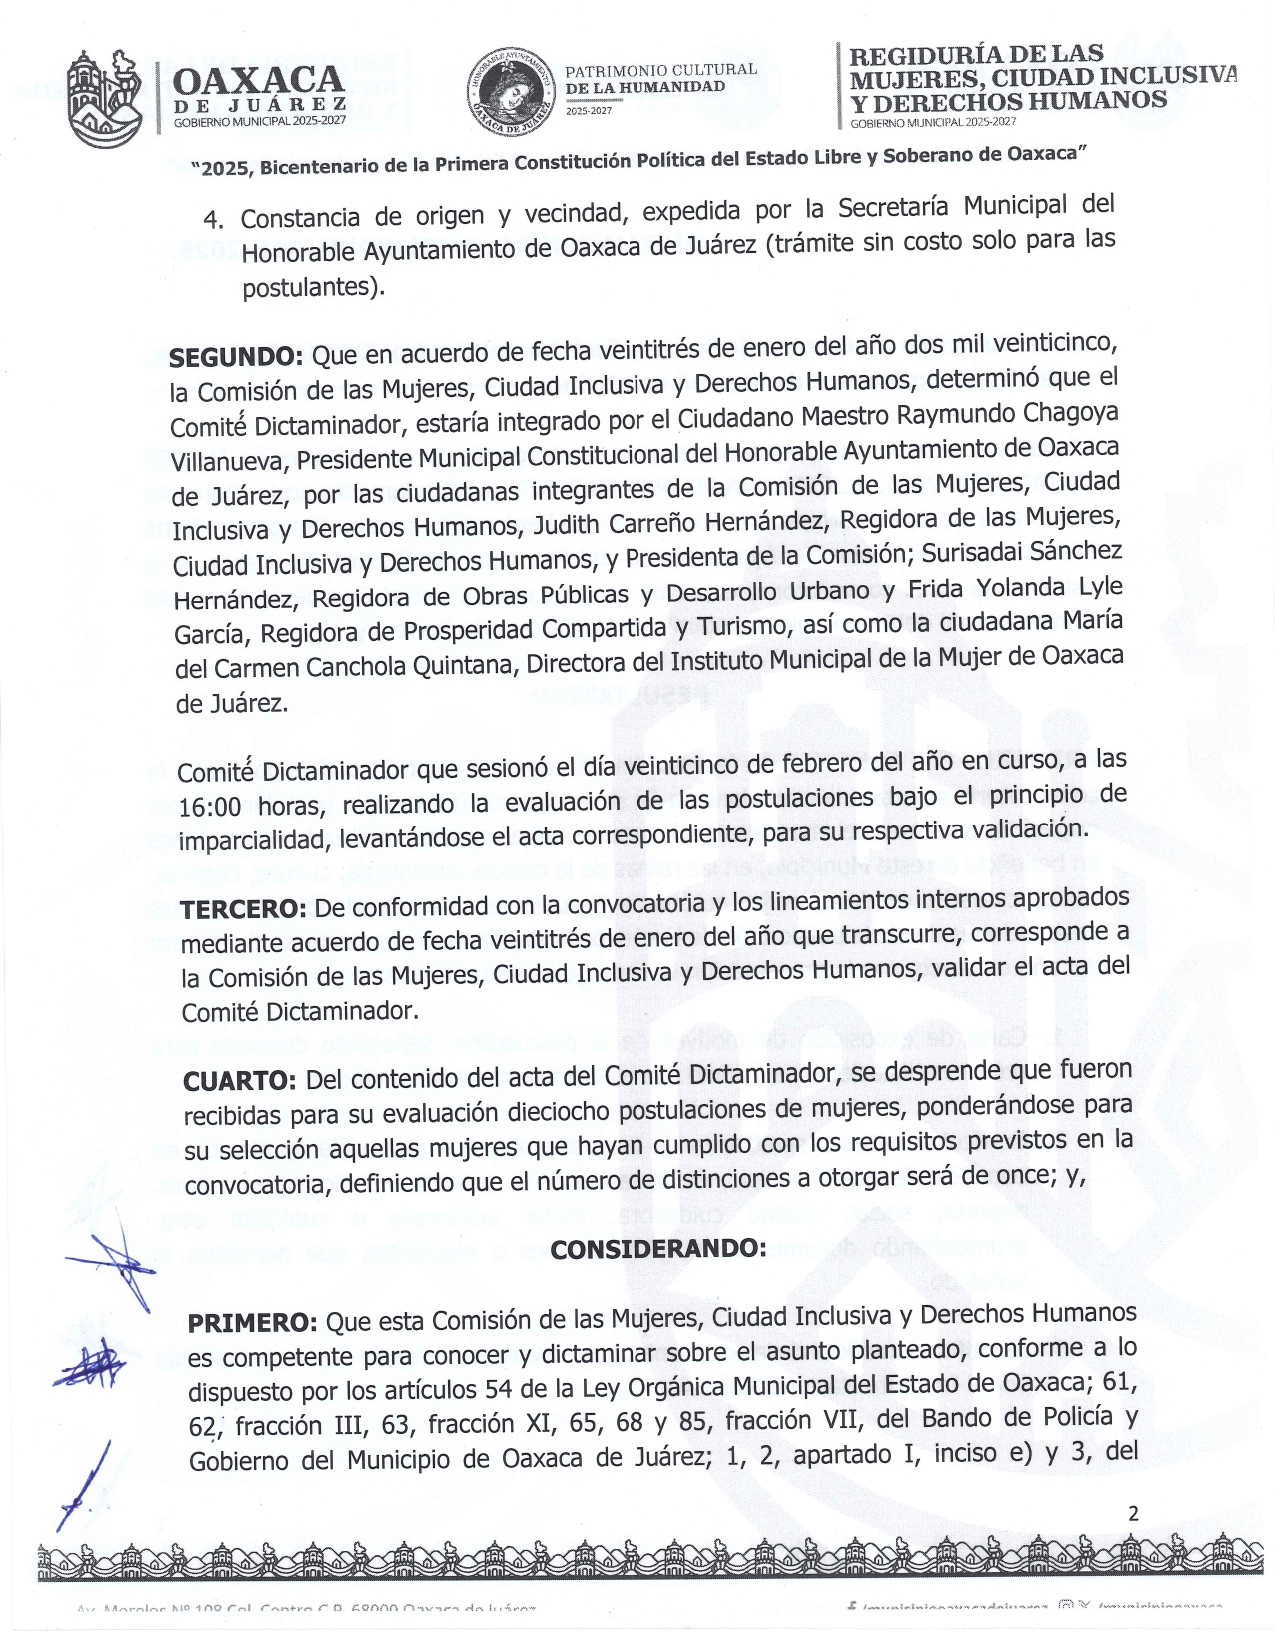 OAXACA
DE JUÁREZ
GOBIERNO MUNICIPAL 2025-2027
HONORABLE AYUNTAMIENTO
OAXACA DE JUÁREZ
PATRIMONIO CULTURAL
DE LA HUMANIDAD
2025-2027
REGIDURÍA DE LAS
MUJERES, CIUDAD INCLUSIVA
Y DERECHOS HUMANOS
GOBIERNO MUNICIPAL 2025-2027
"2025, Bicentenario de la Primera Constitución Política del Estado Libre y Soberano de Oaxaca"
4. Constancia de origen y vecindad, expedida por la Secretaría Municipal del
Honorable Ayuntamiento de Oaxaca de Juárez (trámite sin costo solo para las
postulantes).
SEGUNDO: Que en acuerdo de fecha veintitrés de enero del año dos mil veinticinco,
la Comisión de las Mujeres, Ciudad Inclusiva y Derechos Humanos, determinó que el
Comité Dictaminador, estaría integrado por el Ciudadano Maestro Raymundo Chagoya
Villanueva, Presidente Municipal Constitucional del Honorable Ayuntamiento de Oaxaca
de Juárez, por las ciudadanas integrantes de la Comisión de las Mujeres, Ciudad
Inclusiva y Derechos Humanos, Judith Carreño Hernández, Regidora de las Mujeres,
Ciudad Inclusiva y Derechos Humanos, y Presidenta de la Comisión; Surisadai Sánchez
Hernández, Regidora de Obras Públicas y Desarrollo Urbano y Frida Yolanda Lyle
García, Regidora de Prosperidad Compartida y Turismo, así como la ciudadana María
del Carmen Canchola Quintana, Directora del Instituto Municipal de la Mujer de Oaxaca
de Juárez.
Comité Dictaminador que sesionó el día veinticinco de febrero del año en curso, a las
16:00 horas, realizando la evaluación de las postulaciones bajo el principio de
imparcialidad, levantándose el acta correspondiente, para su respectiva validación.
TERCERO: De conformidad con la convocatoria y los lineamientos internos aprobados
mediante acuerdo de fecha veintitrés de enero del año que transcurre, corresponde a
la Comisión de las Mujeres, Ciudad Inclusiva y Derechos Humanos, validar el acta del
Comité Dictaminador.
CUARTO: Del contenido del acta del Comité Dictaminador, se desprende que fueron
recibidas para su evaluación dieciocho postulaciones de mujeres, ponderándose para
su selección aquellas mujeres que hayan cumplido con los requisitos previstos en la
convocatoria, definiendo que el número de distinciones a otorgar será de once; y,
CONSIDERANDO:
PRIMERO: Que esta Comisión de las Mujeres, Ciudad Inclusiva y Derechos Humanos
es competente para conocer y dictaminar sobre el asunto planteado, conforme a lo
dispuesto por los artículos 54 de la Ley Orgánica Municipal del Estado de Oaxaca; 61,
62, fracción III, 63, fracción XI, 65, 68 y 85, fracción VII, del Bando de Policía y
Gobierno del Municipio de Oaxaca de Juárez; 1, 2, apartado I, inciso e) y 3, del
2
Av. Morelos Nº 108 Col. Centro C.P. 68000 Oaxaca de Juárez